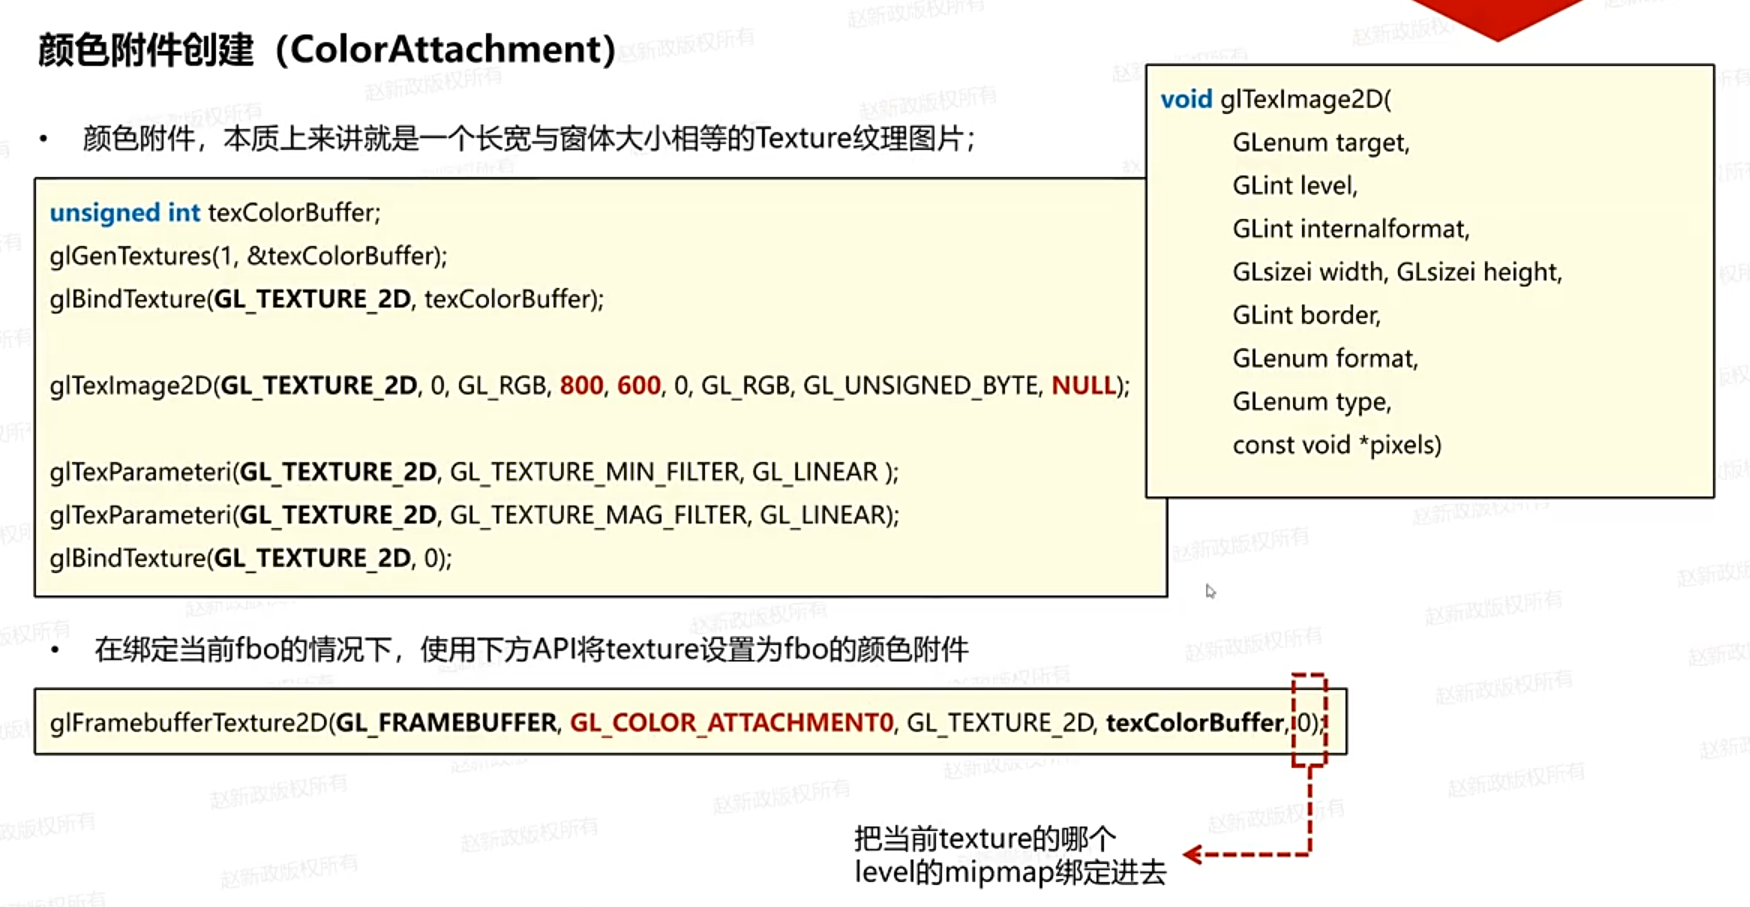 颜色附件创建（ColorAttachment）
• 颜色附件，本质上来讲就是一个长宽与窗体大小相等的Texture纹理图片；
unsigned int texColorBuffer;
glGenTextures(1, &texColorBuffer);
glBindTexture(GL_TEXTURE_2D, texColorBuffer);
glTexImage2D(GL_TEXTURE_2D, 0, GL_RGB, 800, 600, 0, GL_RGB, GL_UNSIGNED_BYTE, NULL);
glTexParameteri(GL_TEXTURE_2D, GL_TEXTURE_MIN_FILTER, GL_LINEAR );
glTexParameteri(GL_TEXTURE_2D, GL_TEXTURE_MAG_FILTER, GL_LINEAR);
glBindTexture(GL_TEXTURE_2D, 0);
void glTexImage2D(
GLenum target,
GLint level,
GLint internalformat,
GLsizei width, GLsizei height,
GLint border,
GLenum format,
GLenum type,
const void *pixels)
• 在绑定当前fbo的情况下，使用下方API将texture设置为fbo的颜色附件
glFramebufferTexture2D(GL_FRAMEBUFFER, GL_COLOR_ATTACHMENT0, GL_TEXTURE_2D, texColorBuffer, 0);
把当前texture的哪个
level的mipmap绑定进去
赵新政版权所有